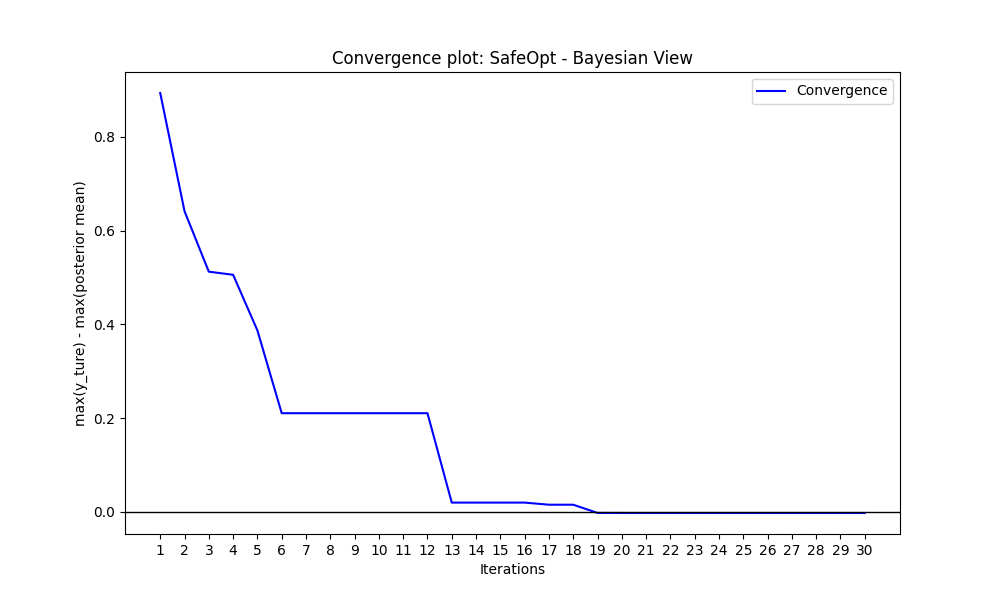 Convergence plot: SafeOpt - Bayesian View
Convergence
max(y_ture) - max(posterior mean)
0.8
0.6
0.4
0.2
0.0
1 2 3 4 5 6 7 8 9 10 11 12 13 14 15 16 17 18 19 20 21 22 23 24 25 26 27 28 29 30
Iterations